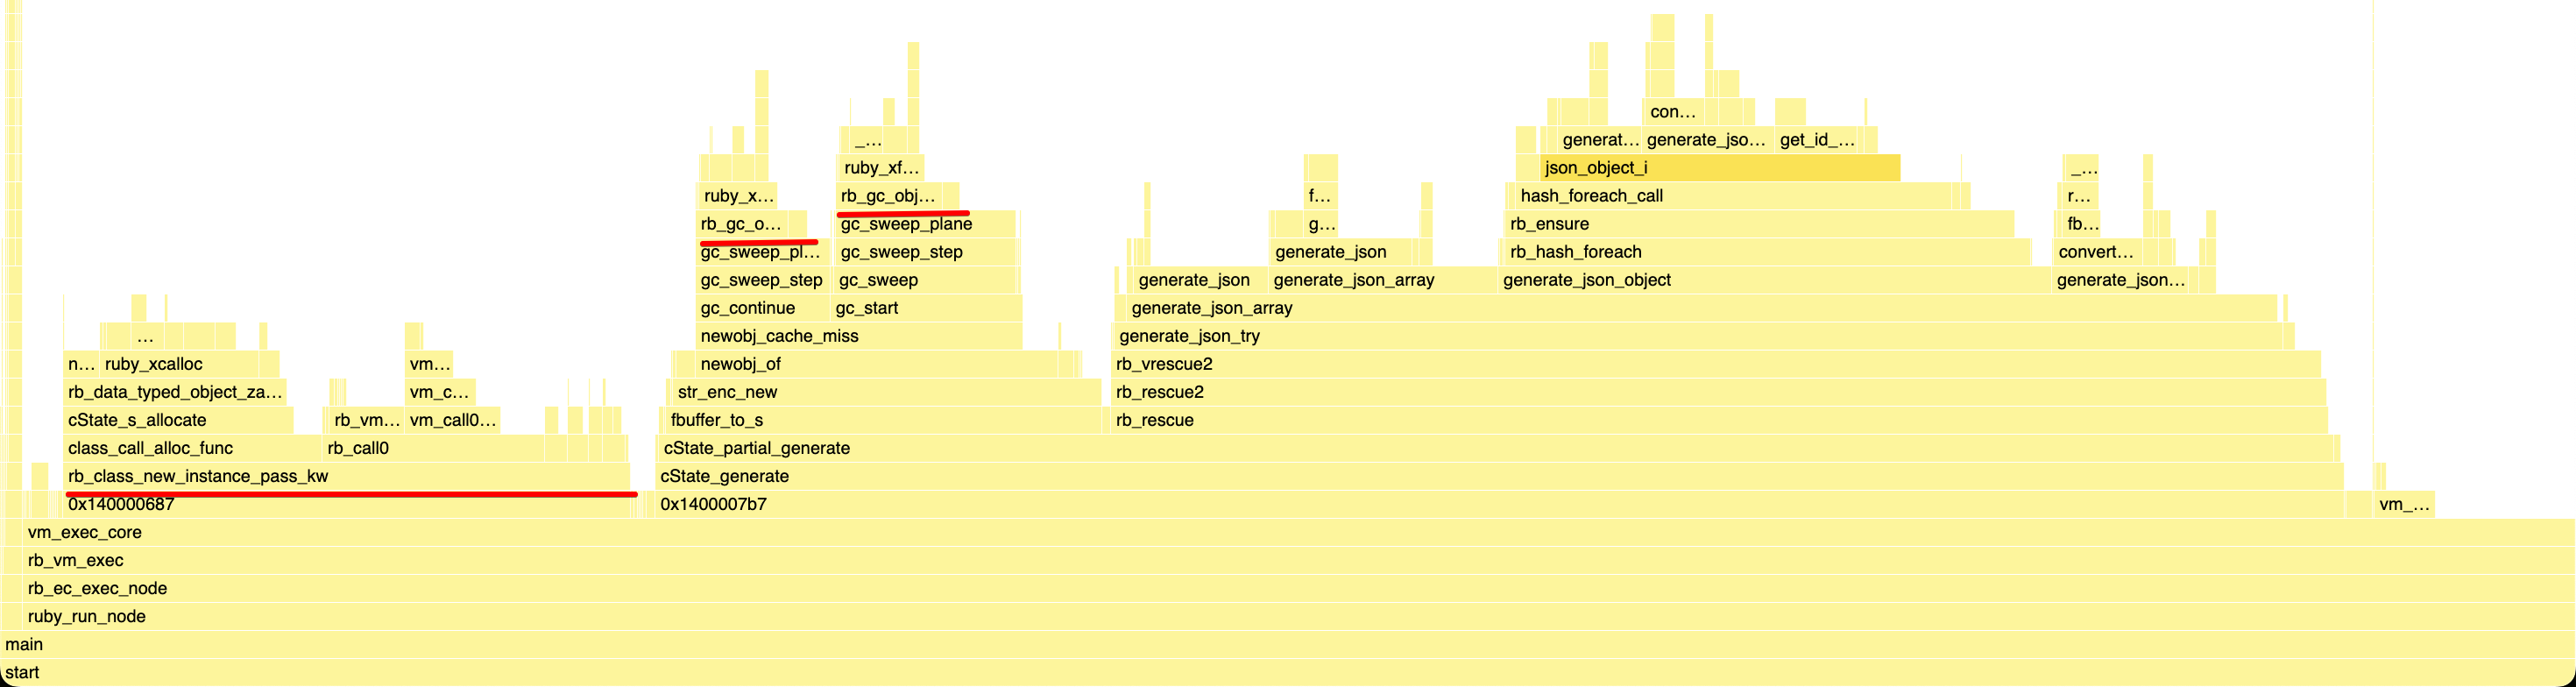 con…
_… generat… generate_jso… get_id_…
ruby_xf… json_object_i _…
ruby_x… rb_gc_obj… f… hash_foreach_call r…
rb_gc_o… gc_sweep_plane g… rb_ensure fb…
gc_sweep_pl… gc_sweep_step generate_json rb_hash_foreach convert…
gc_sweep_step gc_sweep generate_json generate_json_array generate_json_object generate_json…
gc_continue gc_start generate_json_array
… newobj_cache_miss generate_json_try
n… ruby_xcalloc vm… newobj_of rb_vrescue2
rb_data_typed_object_za… vm_c… str_enc_new rb_rescue2
cState_s_allocate rb_vm… vm_call0… fbuffer_to_s rb_rescue
class_call_alloc_func rb_call0 cState_partial_generate
rb_class_new_instance_pass_kw cState_generate
0x140000687 0x1400007b7 vm_…
vm_exec_core
rb_vm_exec
rb_ec_exec_node
ruby_run_node
main
start